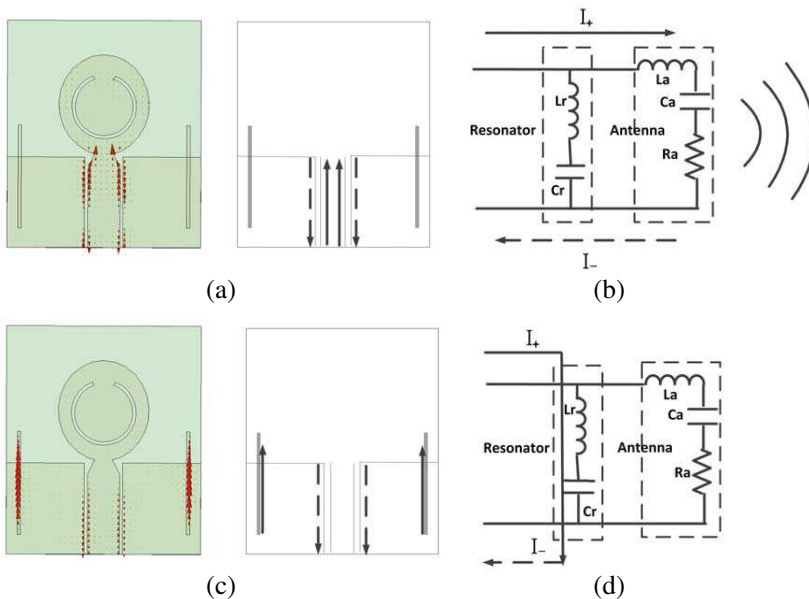 I+
La
Lr
Ca
Resonator
Antenna
Ra
Cr
I−
(a)
(b)
I+
La
Lr
Ca
Resonator
Antenna
Ra
Cr
I−
(c)
(d)